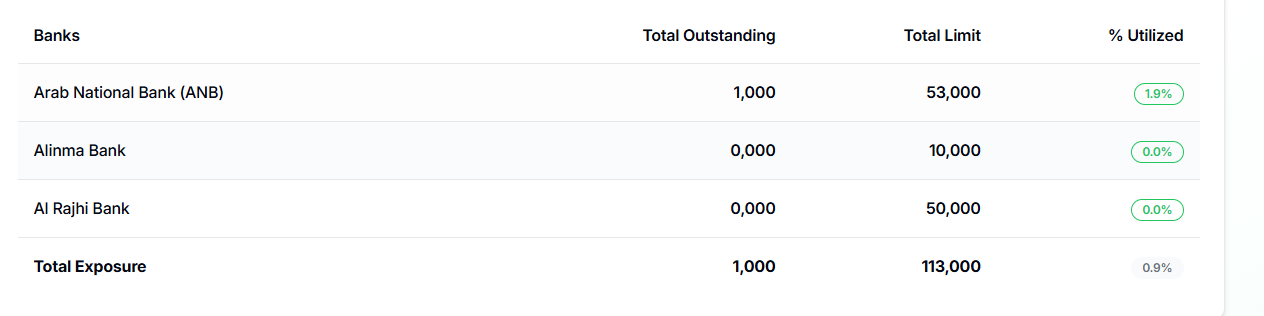 Banks Total Outstanding Total Limit % Utilized
Arab National Bank (ANB) 1,000 53,000 1.9%
Alinma Bank 0,000 10,000 0.0%
Al Rajhi Bank 0,000 50,000 0.0%
Total Exposure 1,000 113,000 0.9%